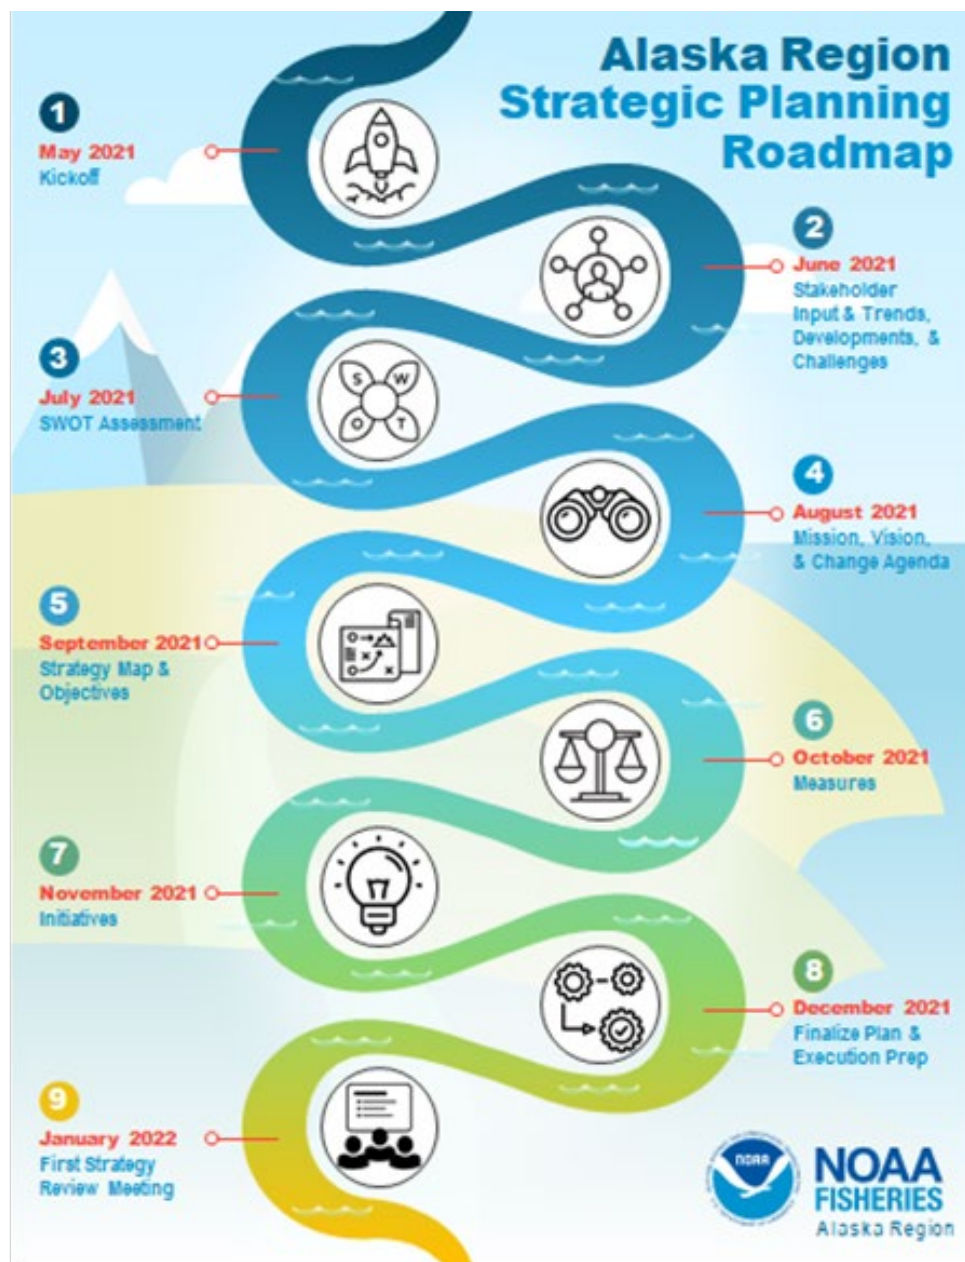 Alaska Region
Strategic Planning
Roadmap
1
May 2021
Kickoff
2
June 2021
Stakeholder
Input & Trends,
Developments, &
Challenges
3
July 2021
SWOT Assessment
S W
O T
4
August 2021
Mission, Vision,
& Change Agenda
5
September 2021
Strategy Map &
Objectives
6
October 2021
Measures
7
November 2021
Initiatives
8
December 2021
Finalize Plan &
Execution Prep
9
January 2022
First Strategy
Review Meeting
NOAA
NOAA
FISHERIES
Alaska Region